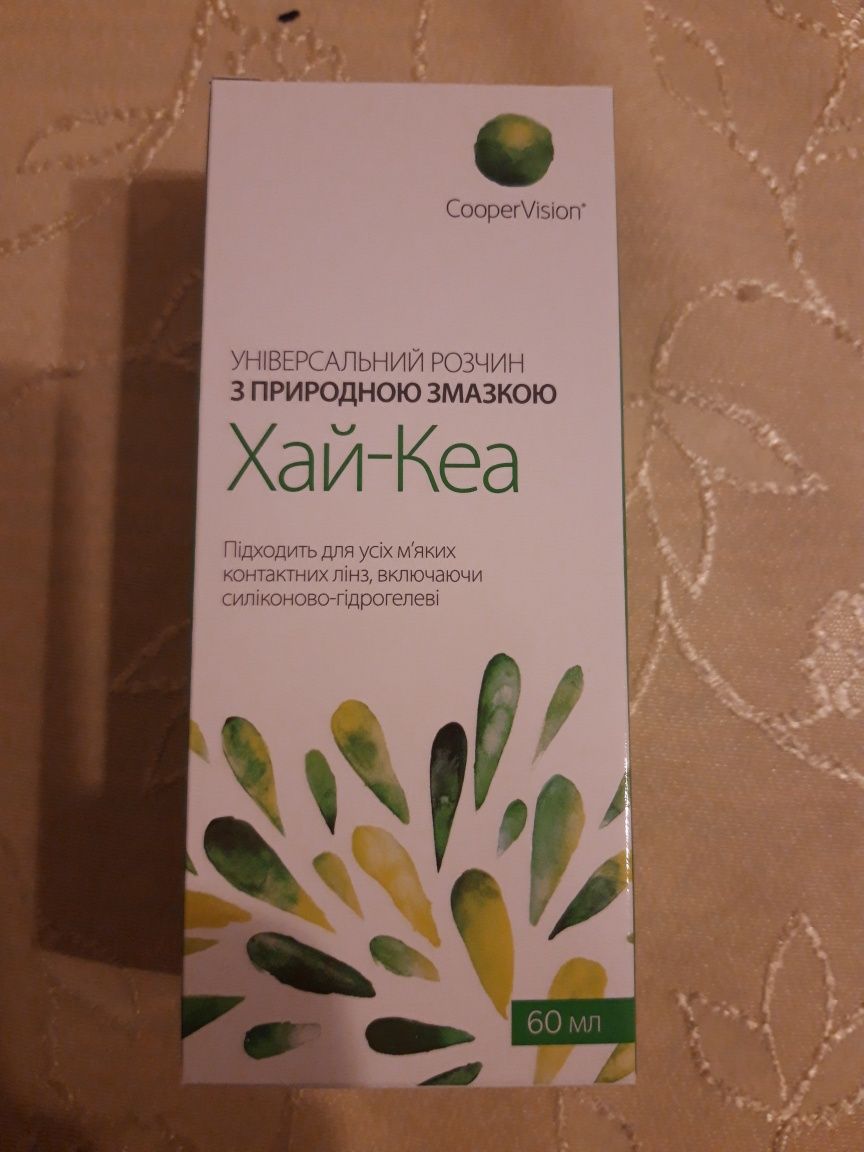 CooperVision®
УНІВЕРСАЛЬНИЙ РОЗЧИН
З ПРИРОДНОЮ ЗМАЗКОЮ
Хай-Кеа
Підходить для усіх м'яких
контактних лінз, включаючи
силіконово-гідрогелеві
60 мл